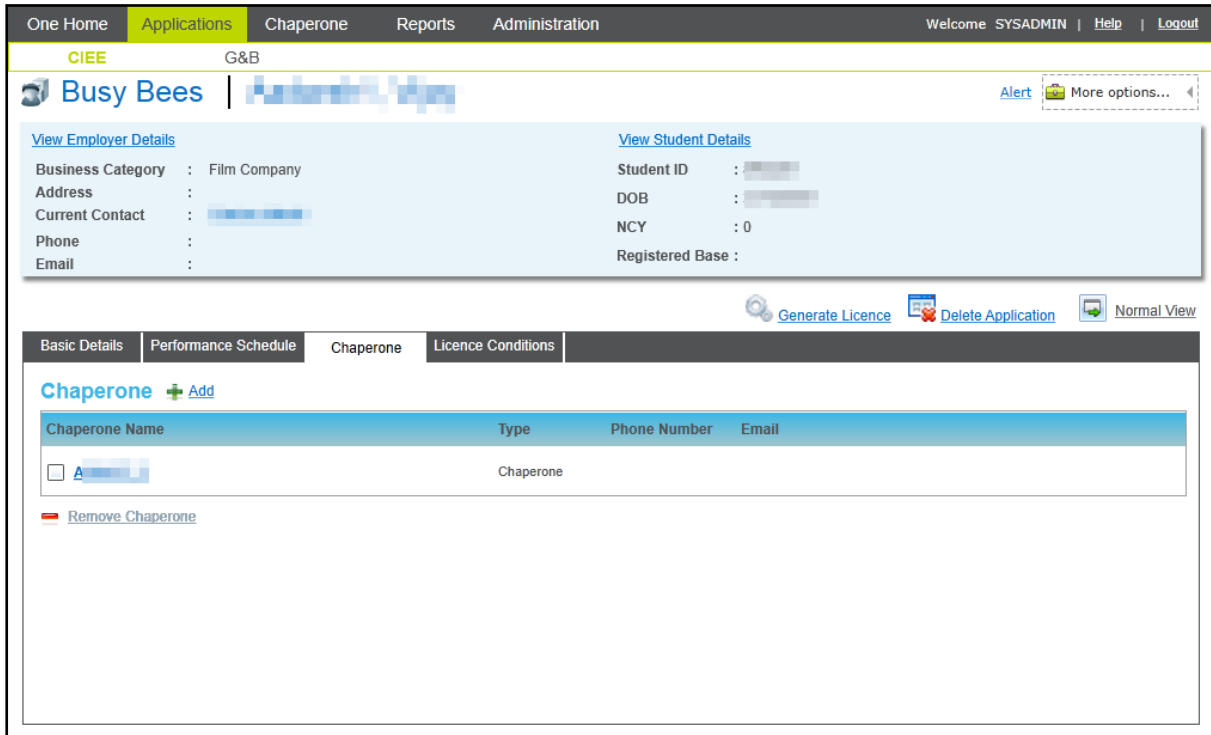 One Home Applications Chaperone Reports Administration Welcome SYSADMIN | Help | Logout
CIEE G&B
Busy Bees
Alert More options...
View Employer Details View Student Details
Business Category : Film Company Student ID :
Address :
DOB :
Current Contact :
NCY : 0
Phone :
Registered Base :
Email :
Generate Licence Delete Application Normal View
Basic Details Performance Schedule Chaperone Licence Conditions
Chaperone Add
Chaperone Name Type Phone Number Email
A Chaperone
Remove Chaperone